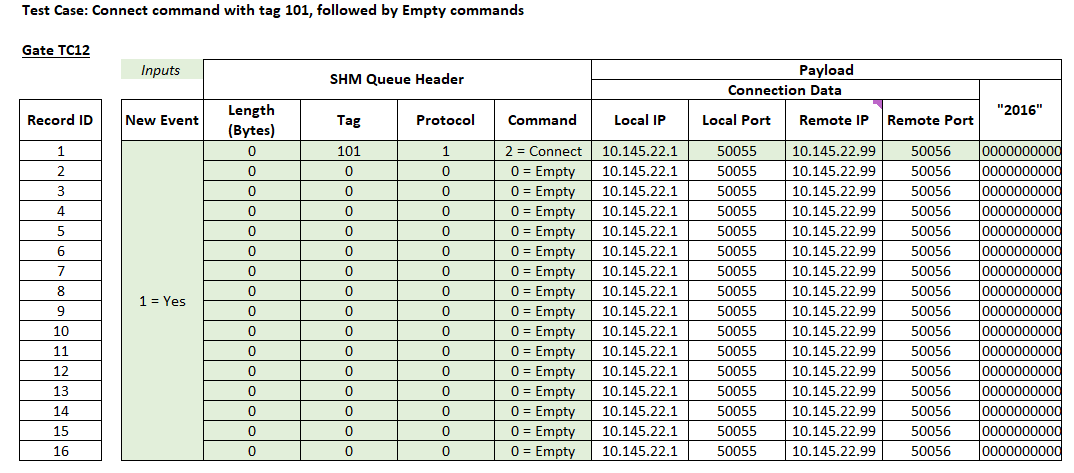 Test Case: Connect command with tag 101, followed by Empty commands
Gate TC12
Inputs
SHM Queue Header
Payload
Connection Data
Record ID New Event Length (Bytes) Tag Protocol Command Local IP Local Port Remote IP Remote Port "2016"
1 0 101 1 2 = Connect 10.145.22.1 50055 10.145.22.99 50056 0000000000
2 0 0 0 0 = Empty 10.145.22.1 50055 10.145.22.99 50056 0000000000
3 0 0 0 0 = Empty 10.145.22.1 50055 10.145.22.99 50056 0000000000
4 0 0 0 0 = Empty 10.145.22.1 50055 10.145.22.99 50056 0000000000
5 0 0 0 0 = Empty 10.145.22.1 50055 10.145.22.99 50056 0000000000
6 0 0 0 0 = Empty 10.145.22.1 50055 10.145.22.99 50056 0000000000
7 0 0 0 0 = Empty 10.145.22.1 50055 10.145.22.99 50056 0000000000
8 0 0 0 0 = Empty 10.145.22.1 50055 10.145.22.99 50056 0000000000
1 = Yes
9 0 0 0 0 = Empty 10.145.22.1 50055 10.145.22.99 50056 0000000000
10 0 0 0 0 = Empty 10.145.22.1 50055 10.145.22.99 50056 0000000000
11 0 0 0 0 = Empty 10.145.22.1 50055 10.145.22.99 50056 0000000000
12 0 0 0 0 = Empty 10.145.22.1 50055 10.145.22.99 50056 0000000000
13 0 0 0 0 = Empty 10.145.22.1 50055 10.145.22.99 50056 0000000000
14 0 0 0 0 = Empty 10.145.22.1 50055 10.145.22.99 50056 0000000000
15 0 0 0 0 = Empty 10.145.22.1 50055 10.145.22.99 50056 0000000000
16 0 0 0 0 = Empty 10.145.22.1 50055 10.145.22.99 50056 0000000000